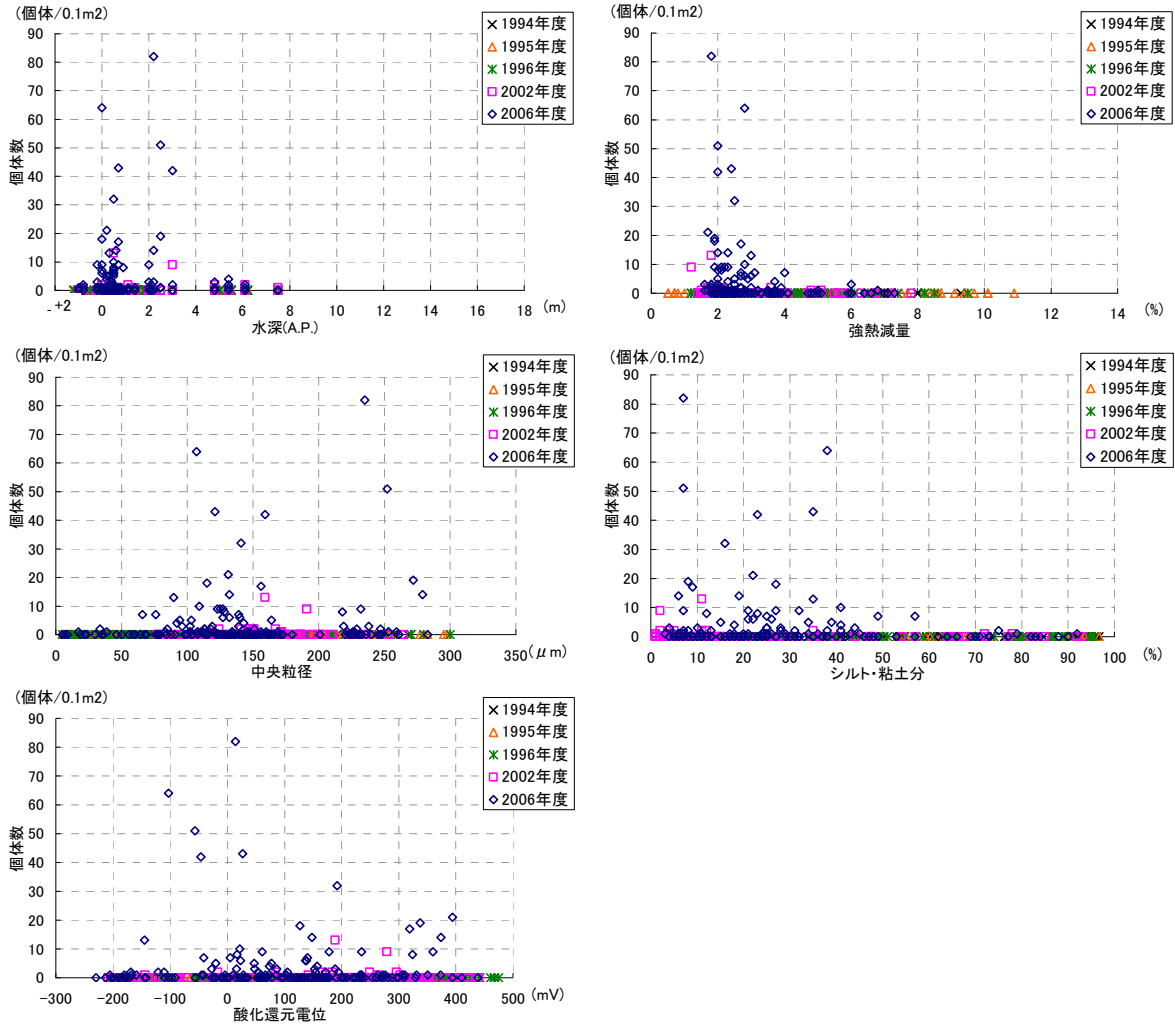 (個体/0.1m2)
個体数
90
80
70
60
50
40
30
20
10
0
-+2 0 2 4 6 8 10 12 14 16 18 (m)
水深(A.P.)
1994年度
1995年度
1996年度
2002年度
2006年度
(個体/0.1m2)
個体数
90
80
70
60
50
40
30
20
10
0
0 2 4 6 8 10 12 14 (%)
強熱減量
1994年度
1995年度
1996年度
2002年度
2006年度
(個体/0.1m2)
個体数
90
80
70
60
50
40
30
20
10
0
0 50 100 150 200 250 300 350 (μm)
中央粒径
1994年度
1995年度
1996年度
2002年度
2006年度
(個体/0.1m2)
個体数
90
80
70
60
50
40
30
20
10
0
0 10 20 30 40 50 60 70 80 90 100 (%)
シルト・粘土分
1994年度
1995年度
1996年度
2002年度
2006年度
(個体/0.1m2)
個体数
90
80
70
60
50
40
30
20
10
0
-300 -200 -100 0 100 200 300 400 500 (mV)
酸化還元電位
1994年度
1995年度
1996年度
2002年度
2006年度